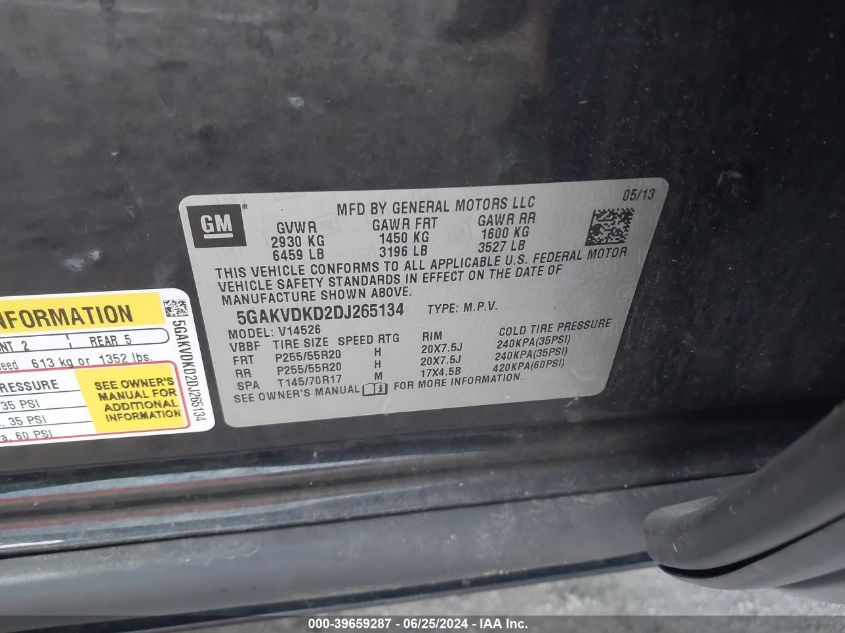 GM
MFD BY GENERAL MOTORS LLC
05/13
GVWR GAWR FRT GAWR RR
2930 KG 1450 KG 1600 KG
6459 LB 3196 LB 3527 LB
THIS VEHICLE CONFORMS TO ALL APPLICABLE U.S. FEDERAL MOTOR
VEHICLE SAFETY STANDARDS IN EFFECT ON THE DATE OF
MANUFACTURE SHOWN ABOVE.
5GAKVDKD2DJ265134 TYPE: M.P.V.
MODEL: V14526
VBBF TIRE SIZE SPEED RTG RIM COLD TIRE PRESSURE
FRT P255/55R20 H 20X7.5J 240KPA(35PSI)
RR P255/55R20 H 20X7.5J 240KPA(35PSI)
SPA T145/70R17 M 17X4.5B 420KPA(60PSI)
SEE OWNER'S MANUAL FOR MORE INFORMATION.
INFORMATION
NT 2 REAR 5
eed 613 kg or 1352 lbs.
PRESSURE
35 PSI
, 35 PSI
a, 60 PSI
SEE OWNER'S
MANUAL FOR
ADDITIONAL
INFORMATION
5GAKVDKD2DJ265134
000-39659287 - 06/25/2024 - IAA Inc.